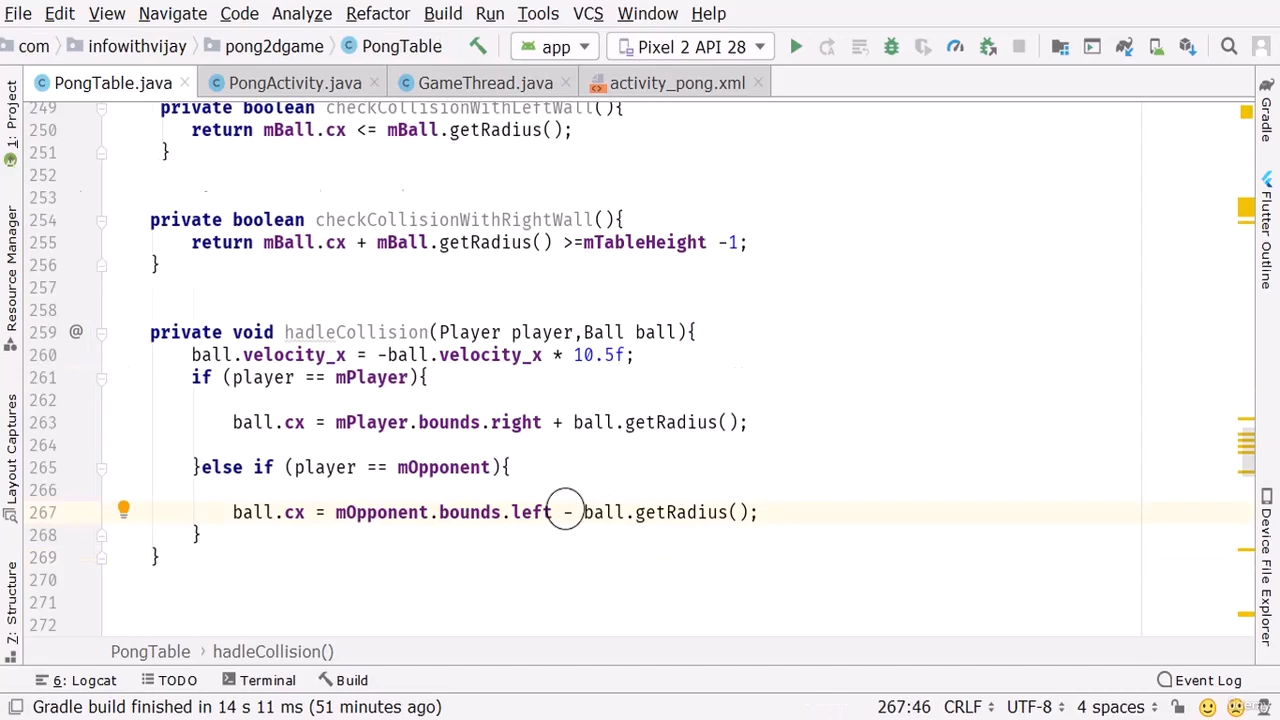 File Edit View Navigate Code Analyze Refactor Build Run Tools VCS Window Help
com infowithvijay pong2dgame PongTable app Pixel 2 API 28
PongTable.java PongActivity.java GameThread.java activity_pong.xml
1: Project
Resource Manager
Layout Captures
7: Structure
249 private boolean checkCollisionWithLeftWall(){
250 return mBall.cx <= mBall.getRadius();
251 }
252
253
254 private boolean checkCollisionWithRightWall(){
255 return mBall.cx + mBall.getRadius() >=mTableHeight -1;
256 }
257
258
259 @ private void hadleCollision(Player player,Ball ball){
260 ball.velocity_x = -ball.velocity_x * 10.5f;
261 if (player == mPlayer){
262
263 ball.cx = mPlayer.bounds.right + ball.getRadius();
264
265 }else if (player == mOpponent){
266
267 ball.cx = mOpponent.bounds.left - ball.getRadius();
268 }
269 }
270
271
272
Gradle
Flutter Outline
Device File Explorer
PongTable › hadleCollision()
6: Logcat TODO Terminal Build Event Log
Gradle build finished in 14 s 11 ms (51 minutes ago) 267:46 CRLF UTF-8 4 spaces